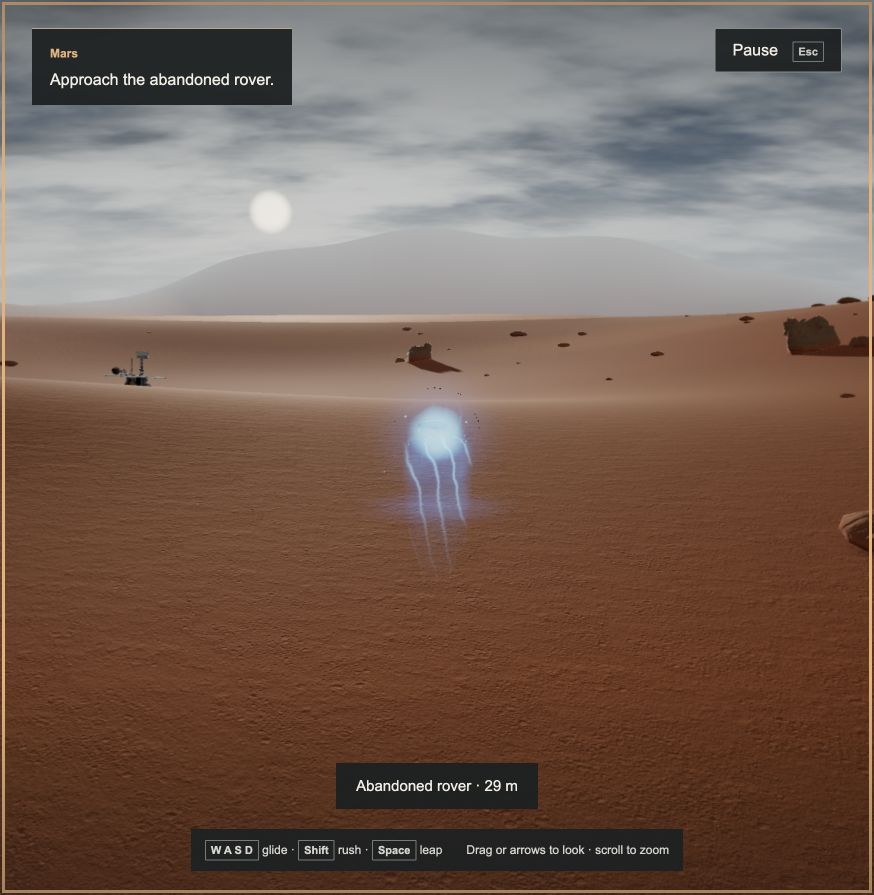 Mars
Approach the abandoned rover.
Pause Esc
Abandoned rover · 29 m
W A S D glide · Shift rush · Space leap Drag or arrows to look · scroll to zoom